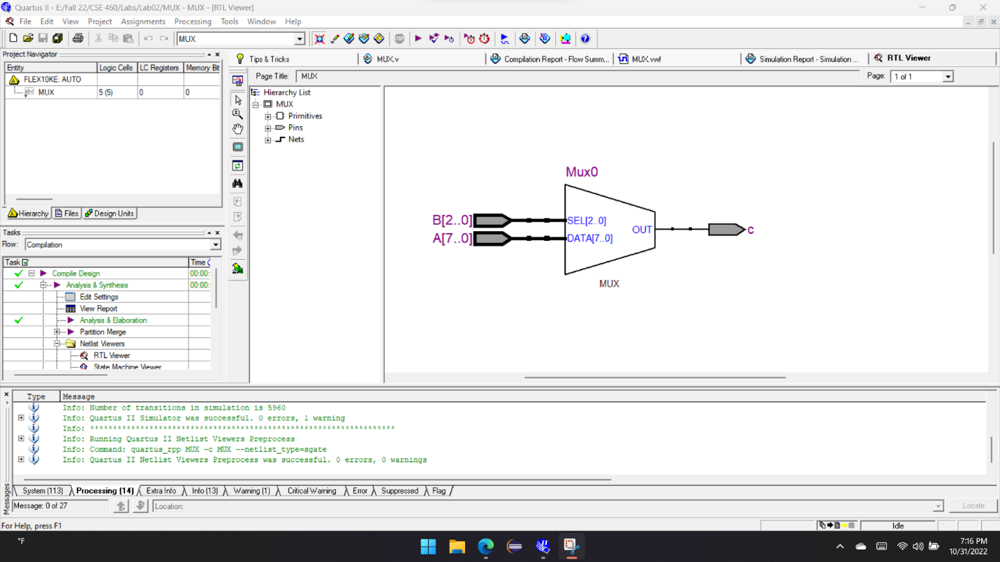 Quartus II - E:/Fall 22/CSE 460/Labs/Lab02/MUX - MUX - [RTL Viewer]
File Edit View Project Assignments Processing Tools Window Help
MUX
Project Navigator
Entity Logic Cells LC Registers Memory Bit
FLEX10KE: AUTO
abc MUX 5 (5) 0 0
Hierarchy Files Design Units
Tasks
Flow: Compilation
Task Time
Compile Design 00:00:
Analysis & Synthesis 00:00:
Edit Settings
View Report
Analysis & Elaboration
Partition Merge
Netlist Viewers
RTL Viewer
State Machine Viewer
Tips & Tricks MUX.v Compilation Report - Flow Summ... MUX.vwf Simulation Report - Simulation ... RTL Viewer
Page Title: MUX Page: 1 of 1
Hierarchy List
MUX
Primitives
Pins
Nets
Mux0
B[2..0] SEL[2..0]
OUT c
A[7..0] DATA[7..0]
MUX
Type Message
Info: Number of transitions in simulation is 5960
Info: Quartus II Simulator was successful. 0 errors, 1 warning
Info: *******************************************************************
Info: Running Quartus II Netlist Viewers Preprocess
Info: Command: quartus_rpp MUX -c MUX --netlist_type=sgate
Info: Quartus II Netlist Viewers Preprocess was successful. 0 errors, 0 warnings
System (113) Processing (14) Extra Info Info (13) Warning (1) Critical Warning Error Suppressed Flag
Messages
Message: 0 of 27 Location: Locate
For Help, press F1 Idle
°F 7:16 PM
10/31/2022